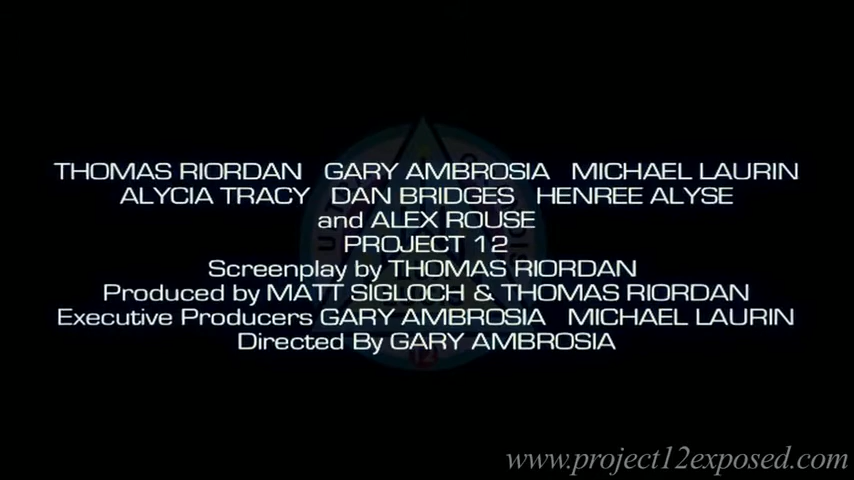 THOMAS RIORDAN GARY AMBROSIA MICHAEL LAURIN
ALYCIA TRACY DAN BRIDGES HENREE ALYSE
and ALEX ROUSE
PROJECT 12
Screenplay by THOMAS RIORDAN
Produced by MATT SIGLOCH & THOMAS RIORDAN
Executive Producers GARY AMBROSIA MICHAEL LAURIN
Directed By GARY AMBROSIA
12
www.project12exposed.com